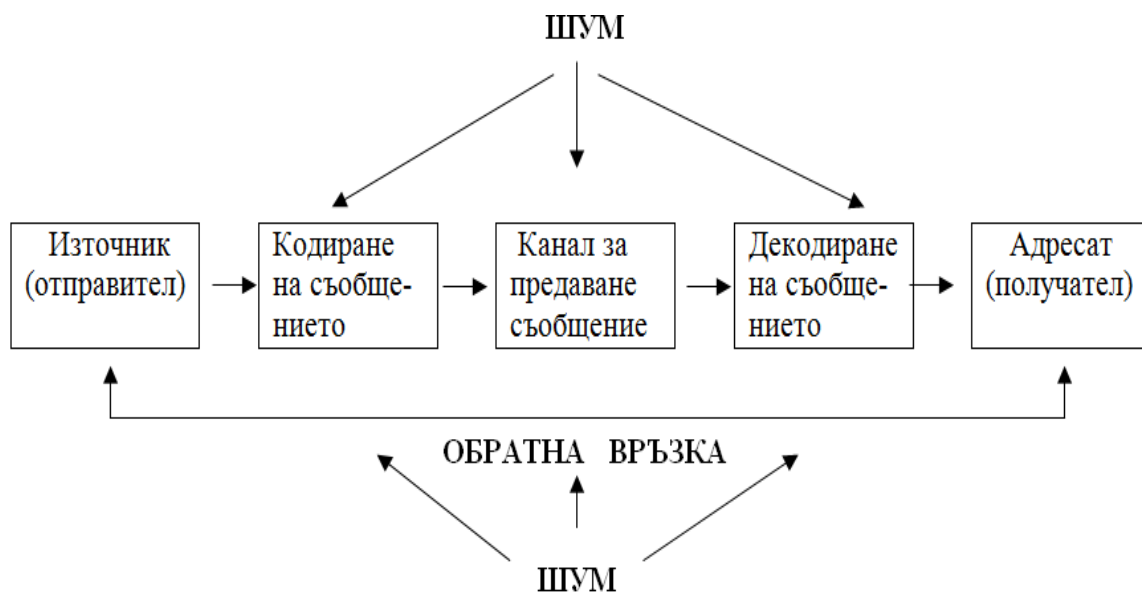 ШУМ
Източник
(отправител)
Кодиране
на съобще-
нието
Канал за
предаване
съобщение
Декодиране
на съобще-
нието
Адресат
(получател)
ОБРАТНА ВРЪЗКА
ШУМ